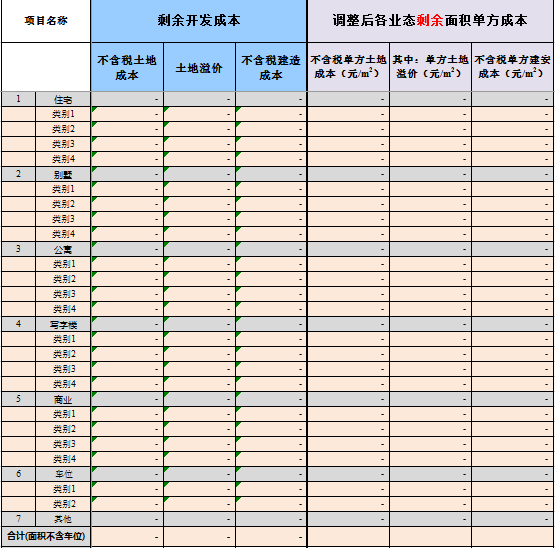 项目名称 剩余开发成本 调整后各业态剩余面积单方成本
不含税土地成本 土地溢价 不含税建造成本 不含税单方土地成本（元/m²） 其中：单方土地溢价（元/m²） 不含税单方建安成本（元/m²）
1 住宅 - - - - - -
类别1 - - - - - -
类别2 - - - - - -
类别3 - - - - - -
类别4 - - - - - -
2 别墅 - - - - - -
类别1 - - - - - -
类别2 - - - - - -
类别3 - - - - - -
类别4 - - - - - -
3 公寓 - - - - - -
类别1 - - - - - -
类别2 - - - - - -
类别3 - - - - - -
类别4 - - - - - -
4 写字楼 - - - - - -
类别1 - - - - - -
类别2 - - - - - -
类别3 - - - - - -
类别4 - - - - - -
5 商业 - - - - - -
类别1 - - - - - -
类别2 - - - - - -
类别3 - - - - - -
类别4 - - - - - -
6 车位 - - - - - -
类别1 - - - - - -
类别2 - - - - - -
7 其他 - - - - - -
合计(面积不含车位) - - - - - -